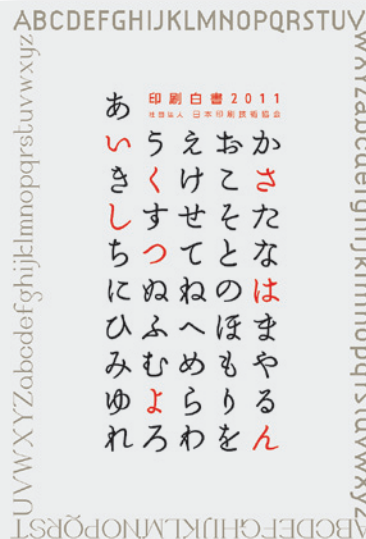 ABCDEFGHIJKLMNOPQRSTUV
WXYZabcdefghijklmnopqrstuvwxyz
印刷白書2011
社団法人 日本印刷技術協会
あ
いうえおか
きくけこさ
しすせそた
ちつてとな
にぬねのは
ひふへほま
みむめもや
ゆよらりる
れろわをん
ABCDEFGHIJKLMNOPQRST
UVWXYZabcdefghijklmnopqrstuvwxyz